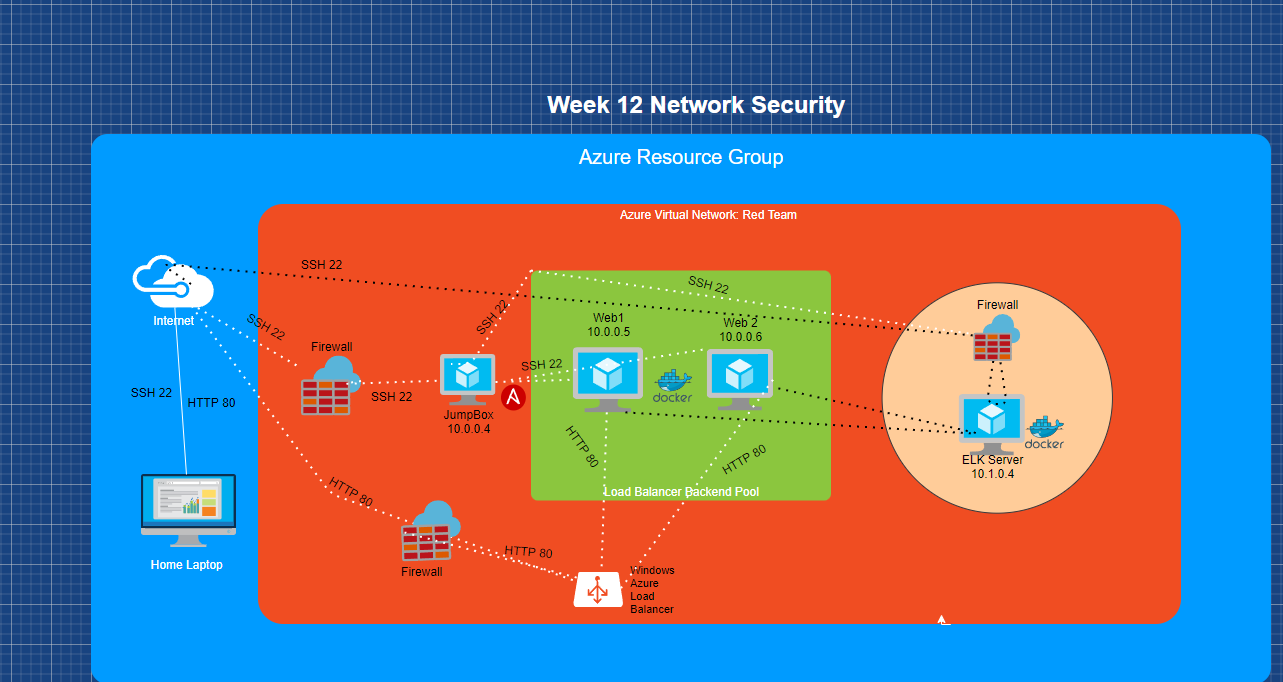 Week 12 Network Security
Azure Resource Group
Azure Virtual Network: Red Team
SSH 22
SSH 22
Internet
SSH 22
Firewall
SSH 22
JumpBox
10.0.0.4
SSH 22
SSH 22
Web1
10.0.0.5
Web 2
10.0.0.6
docker
Firewall
ELK Server
10.1.0.4
docker
SSH 22
HTTP 80
HTTP 80
HTTP 80
HTTP 80
Load Balancer Backend Pool
Home Laptop
Firewall
HTTP 80
Windows
Azure
Load
Balancer